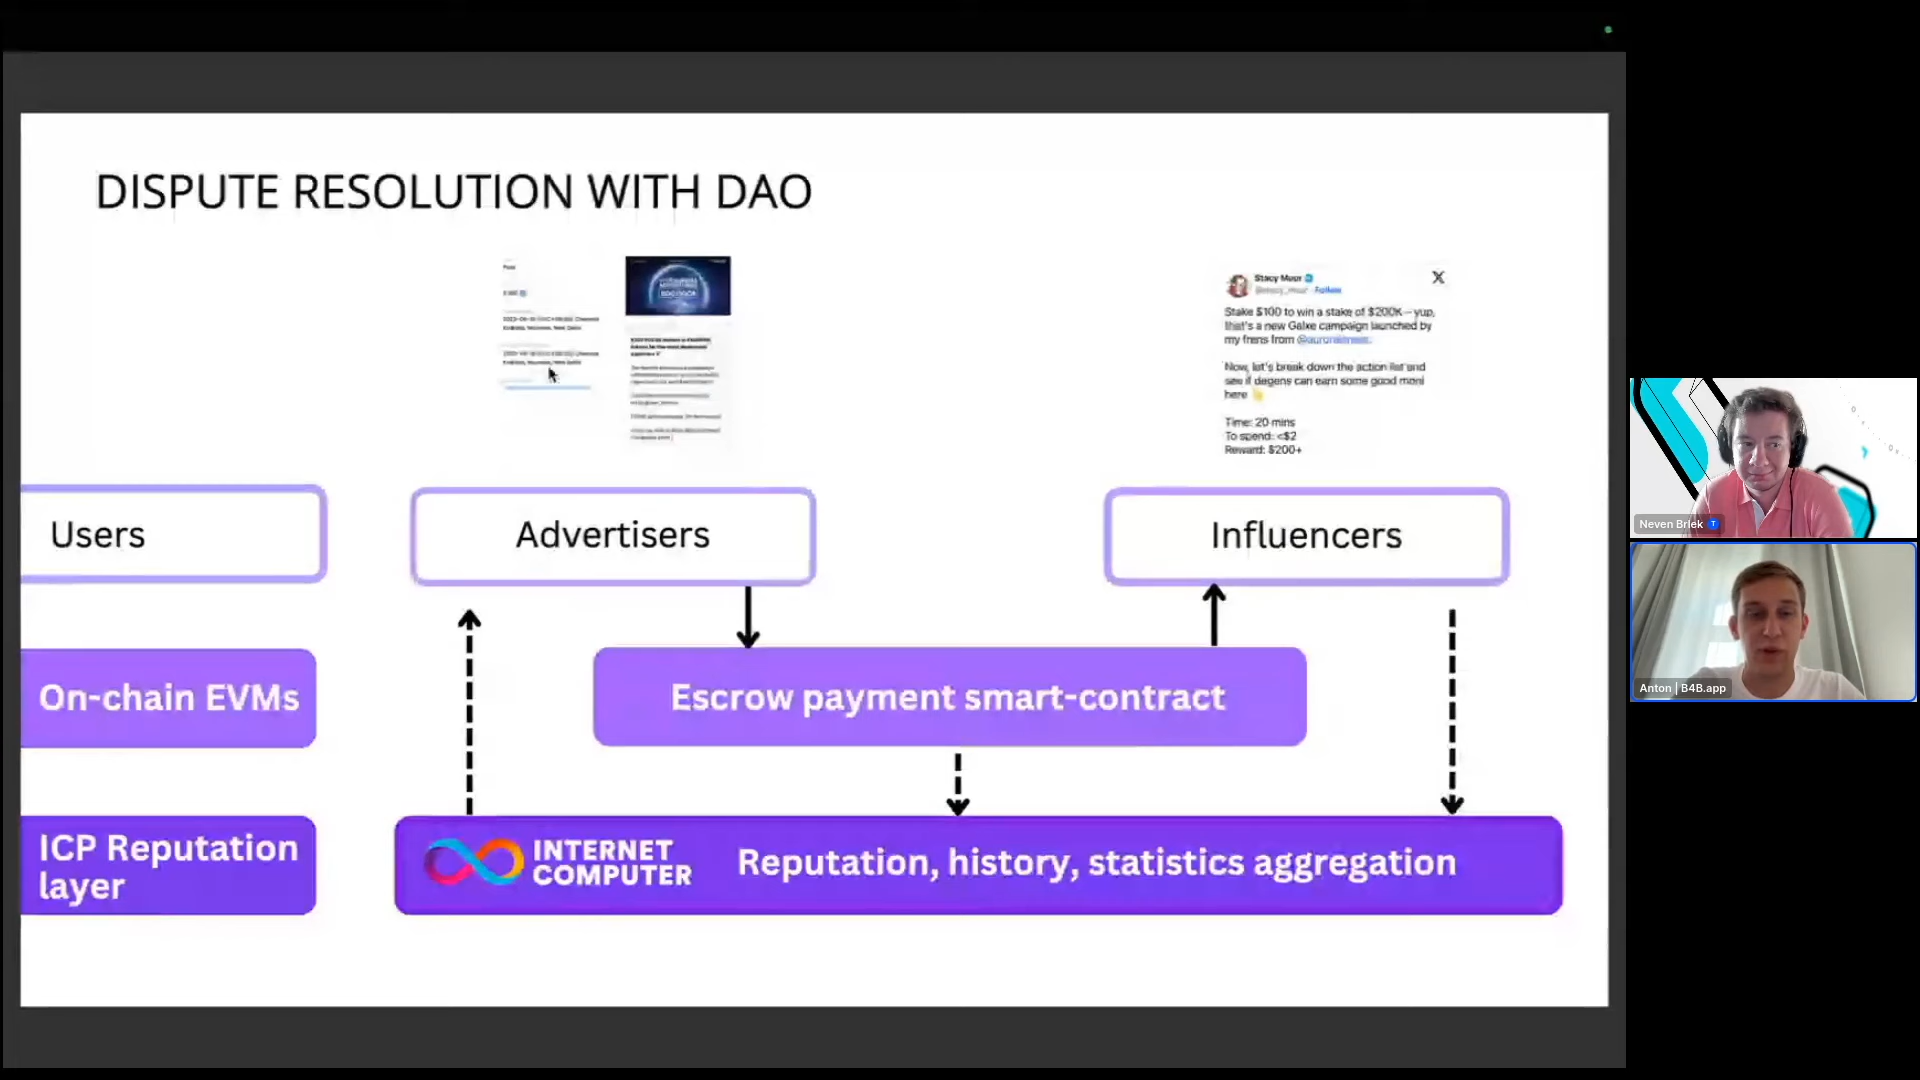 DISPUTE RESOLUTION WITH DAO
Stacy Muur
Follow
Stake $100 to win a stake of $200K – yup,
that's a new Galxe campaign launched by
my frens from
Now, let's break down the action list and
see if degens can earn some good moni
here
Time: 20 mins
To spend: <$2
Reward: $200+
Users
Advertisers
Influencers
On-chain EVMs
Escrow payment smart-contract
ICP Reputation
layer
INTERNET
COMPUTER
Reputation, history, statistics aggregation
Neven Brlek
Anton | B4B.app